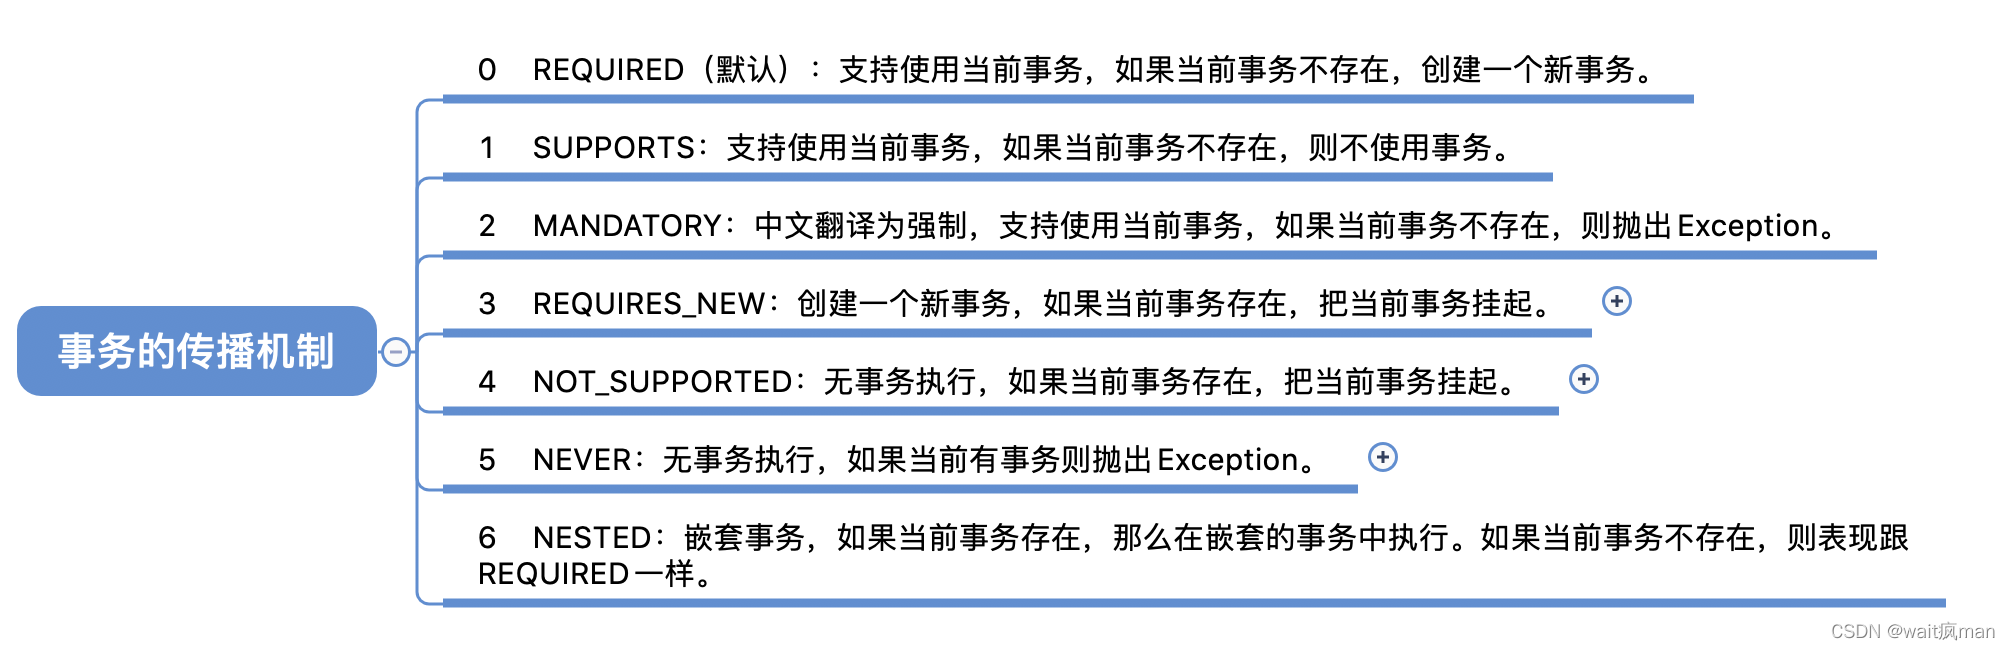 0 REQUIRED（默认）：支持使用当前事务，如果当前事务不存在，创建一个新事务。
1 SUPPORTS：支持使用当前事务，如果当前事务不存在，则不使用事务。
2 MANDATORY：中文翻译为强制，支持使用当前事务，如果当前事务不存在，则抛出Exception。
3 REQUIRES_NEW：创建一个新事务，如果当前事务存在，把当前事务挂起。
事务的传播机制
4 NOT_SUPPORTED：无事务执行，如果当前事务存在，把当前事务挂起。
5 NEVER：无事务执行，如果当前有事务则抛出Exception。
6 NESTED：嵌套事务，如果当前事务存在，那么在嵌套的事务中执行。如果当前事务不存在，则表现跟
REQUIRED一样。
CSDN @wait疯man